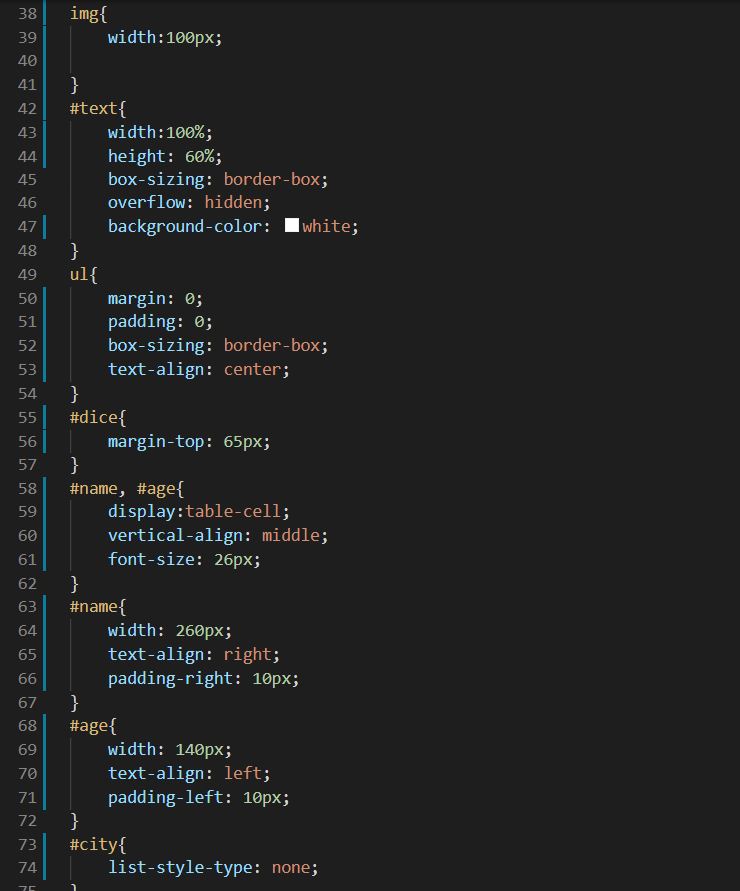 38 img{
39 width:100px;
40
41 }
42 #text{
43 width:100%;
44 height: 60%;
45 box-sizing: border-box;
46 overflow: hidden;
47 background-color: white;
48 }
49 ul{
50 margin: 0;
51 padding: 0;
52 box-sizing: border-box;
53 text-align: center;
54 }
55 #dice{
56 margin-top: 65px;
57 }
58 #name, #age{
59 display:table-cell;
60 vertical-align: middle;
61 font-size: 26px;
62 }
63 #name{
64 width: 260px;
65 text-align: right;
66 padding-right: 10px;
67 }
68 #age{
69 width: 140px;
70 text-align: left;
71 padding-left: 10px;
72 }
73 #city{
74 list-style-type: none;
75 }